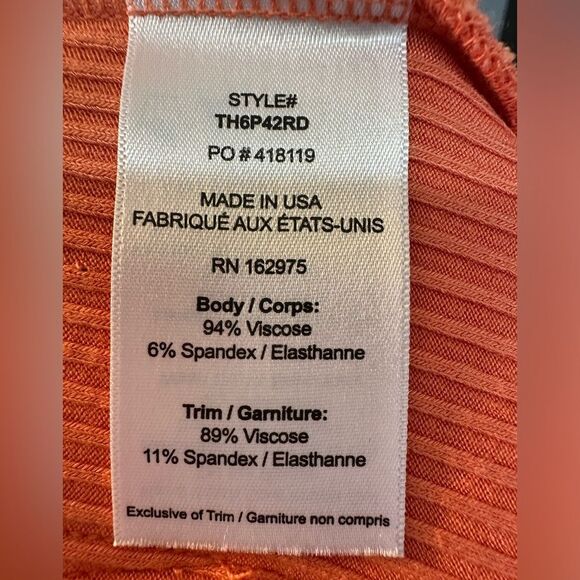 STYLE#
TH6P42RD
PO # 418119
MADE IN USA
FABRIQUÉ AUX ÉTATS-UNIS
RN 162975
Body / Corps:
94% Viscose
6% Spandex / Elasthanne
Trim / Garniture:
89% Viscose
11% Spandex / Elasthanne
Exclusive of Trim / Garniture non compris